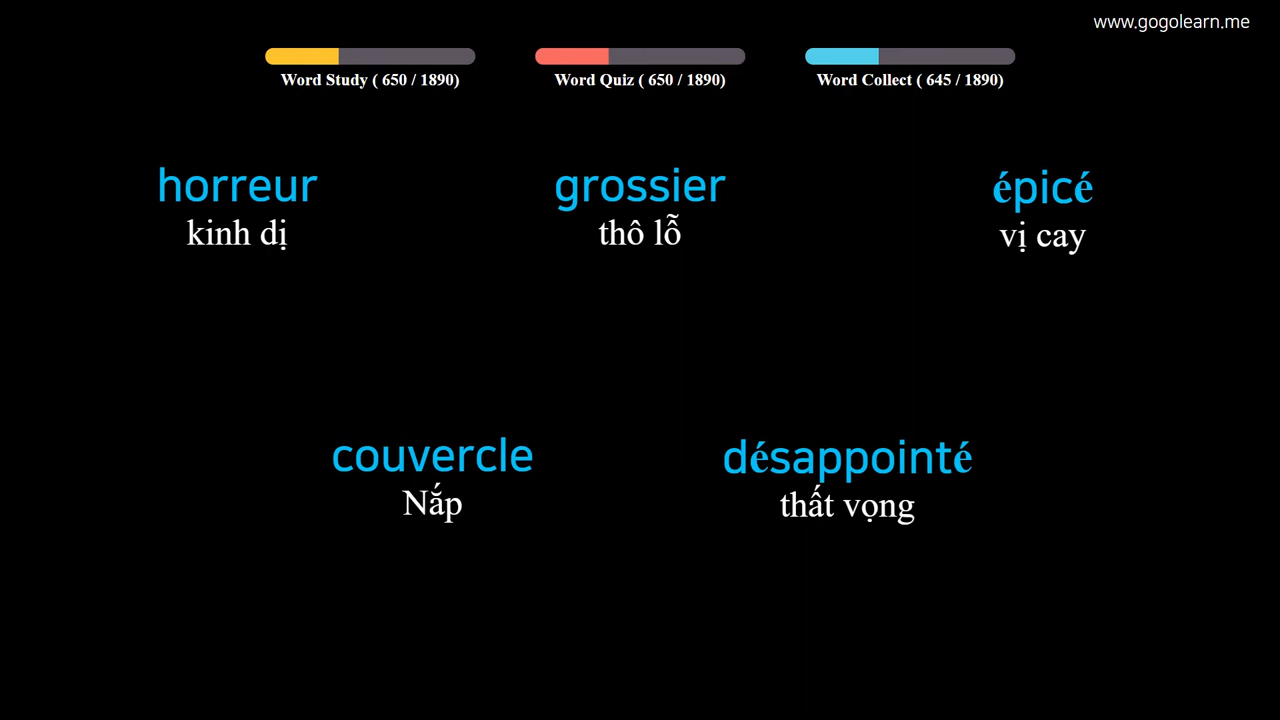 www.gogolearn.me
Word Study ( 650 / 1890)
Word Quiz ( 650 / 1890)
Word Collect ( 645 / 1890)
horreur
kinh dị
grossier
thô lỗ
épicé
vị cay
couvercle
Nắp
désappointé
thất vọng